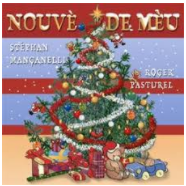 NOUVÈ DE MÈU
STÉPHAN
MANÇANELLI
ROGER
PASTUREL